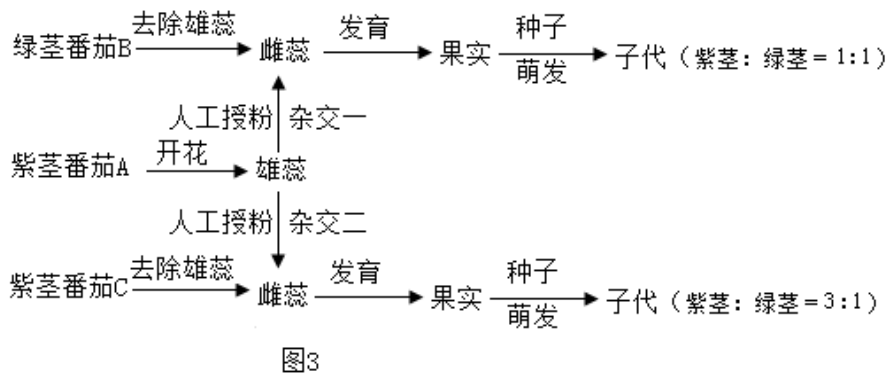 绿茎番茄B 去除雄蕊 雌蕊 发育 果实 种子 萌发 子代（紫茎：绿茎＝1:1）
人工授粉 杂交一
紫茎番茄A 开花 雄蕊
人工授粉 杂交二
紫茎番茄C 去除雄蕊 雌蕊 发育 果实 种子 萌发 子代（紫茎：绿茎＝3:1）
图3